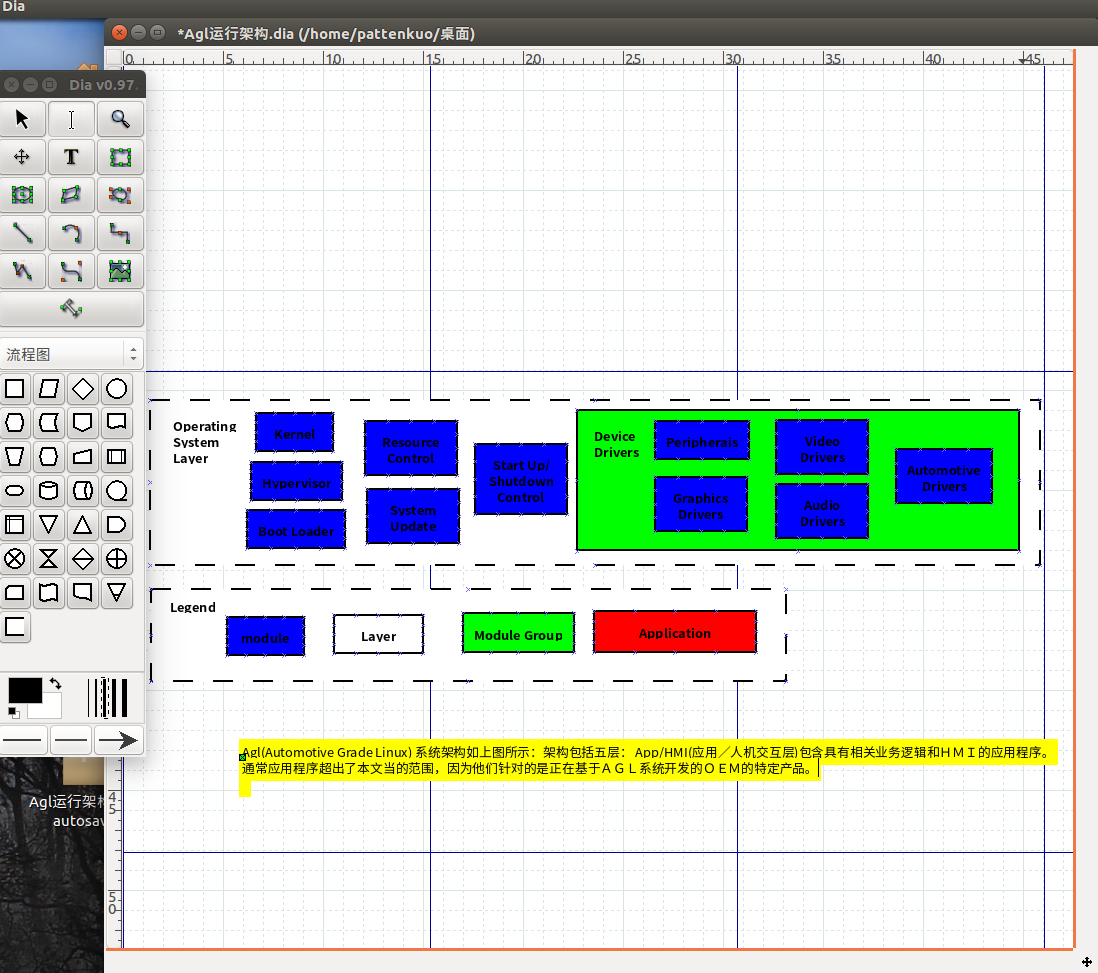 Dia
*Agl运行架构.dia (/home/pattenkuo/桌面)
0 5 10 15 20 25 30 35 40 45
Dia v0.97
T
流程图
Operating
System
Layer
Kernel
Hypervisor
Boot Loader
Resource
Control
System
Update
Start Up/
Shutdown
Control
Device
Drivers
Peripherals
Graphics
Drivers
Video
Drivers
Audio
Drivers
Automotive
Drivers
Legend
module
Layer
Module Group
Application
Agl(Automotive Grade Linux) 系统架构如上图所示：架构包括五层： App/HMI(应用／人机交互层)包含具有相关业务逻辑和ＨＭＩ的应用程序。
通常应用程序超出了本文当的范围，因为他们针对的是正在基于ＡＧＬ系统开发的ＯＥＭ的特定产品。
Agl运行架构
autosav
45
50